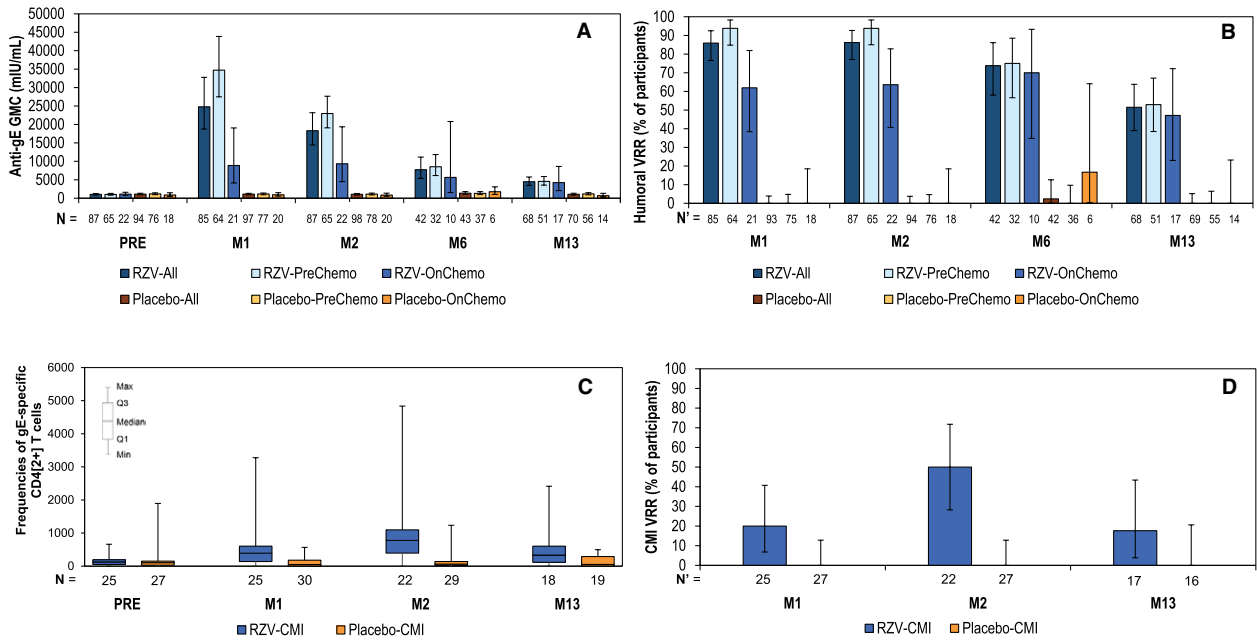 A
Anti-gE GMC (mIU/mL)
50000
45000
40000
35000
30000
25000
20000
15000
10000
5000
0
N = 87 65 22 94 76 18 85 64 21 97 77 20 87 65 22 98 78 20 42 32 10 43 37 6 68 51 17 70 56 14
PRE M1 M2 M6 M13
RZV-All RZV-PreChemo RZV-OnChemo
Placebo-All Placebo-PreChemo Placebo-OnChemo
B
Humoral VRR (% of participants)
100
90
80
70
60
50
40
30
20
10
0
N' = 85 64 21 93 75 18 87 65 22 94 76 18 42 32 10 42 36 6 68 51 17 69 55 14
M1 M2 M6 M13
RZV-All RZV-PreChemo RZV-OnChemo
Placebo-All Placebo-PreChemo Placebo-OnChemo
C
Frequencies of gE-specific
CD4[2+] T cells
6000
5000
4000
3000
2000
1000
0
Max
Q3
Median
Q1
Min
N = 25 27 25 30 22 29 18 19
PRE M1 M2 M13
RZV-CMI Placebo-CMI
D
CMI VRR (% of participants)
100
90
80
70
60
50
40
30
20
10
0
N' = 25 27 22 27 17 16
M1 M2 M13
RZV-CMI Placebo-CMI